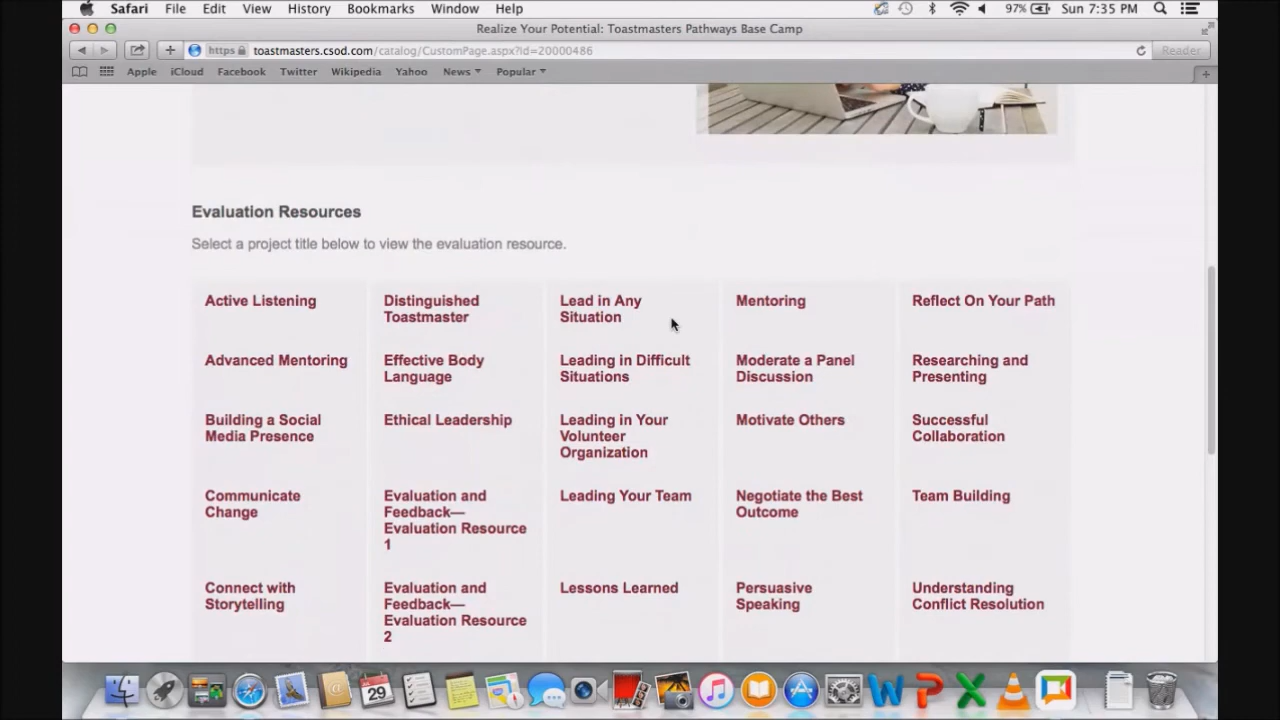 Safari File Edit View History Bookmarks Window Help 97% Sun 7:35 PM
Realize Your Potential: Toastmasters Pathways Base Camp
https toastmasters.csod.com/catalog/CustomPage.aspx?id=20000486 Reader
Apple iCloud Facebook Twitter Wikipedia Yahoo News Popular
Evaluation Resources
Select a project title below to view the evaluation resource.
Active Listening
Distinguished
Toastmaster
Lead in Any
Situation
Mentoring
Reflect On Your Path
Advanced Mentoring
Effective Body
Language
Leading in Difficult
Situations
Moderate a Panel
Discussion
Researching and
Presenting
Building a Social
Media Presence
Ethical Leadership
Leading in Your
Volunteer
Organization
Motivate Others
Successful
Collaboration
Communicate
Change
Evaluation and
Feedback—
Evaluation Resource
1
Leading Your Team
Negotiate the Best
Outcome
Team Building
Connect with
Storytelling
Evaluation and
Feedback—
Evaluation Resource
2
Lessons Learned
Persuasive
Speaking
Understanding
Conflict Resolution
29